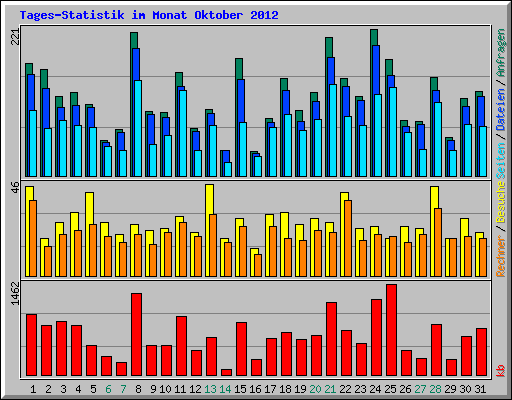 Tages-Statistik im Monat Oktober 2012
221
46
1462
Seiten / Dateien / Anfragen
Rechner / Besuche
kb
1 2 3 4 5 6 7 8 9 10 11 12 13 14 15 16 17 18 19 20 21 22 23 24 25 26 27 28 29 30 31